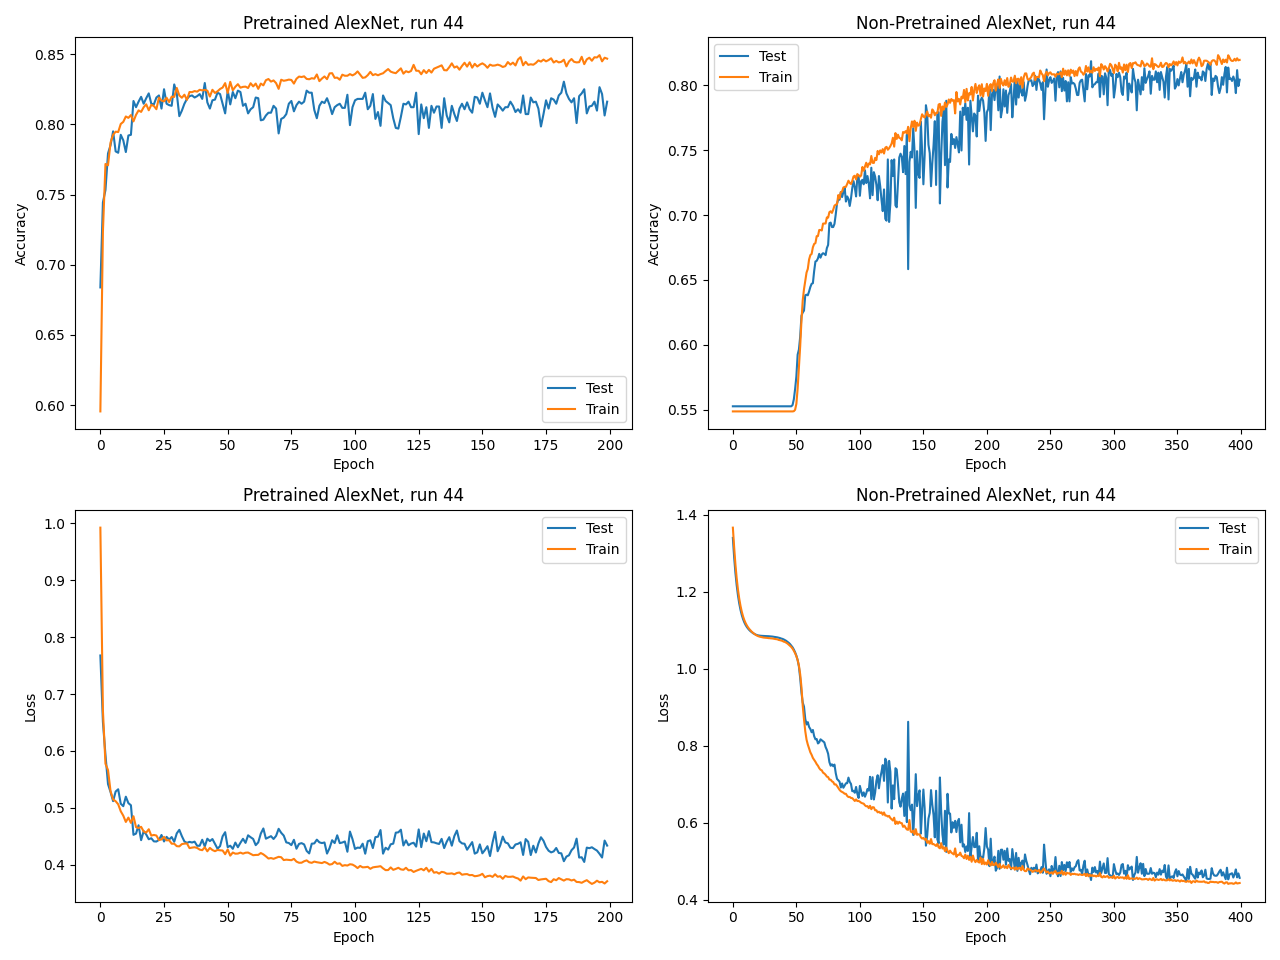 Pretrained AlexNet, run 44
Accuracy
0.85
0.80
0.75
0.70
0.65
0.60
Test
Train
0 25 50 75 100 125 150 175 200
Epoch
Non-Pretrained AlexNet, run 44
Accuracy
0.80
0.75
0.70
0.65
0.60
0.55
Test
Train
0 50 100 150 200 250 300 350 400
Epoch
Pretrained AlexNet, run 44
Loss
1.0
0.9
0.8
0.7
0.6
0.5
0.4
Test
Train
0 25 50 75 100 125 150 175 200
Epoch
Non-Pretrained AlexNet, run 44
Loss
1.4
1.2
1.0
0.8
0.6
0.4
Test
Train
0 50 100 150 200 250 300 350 400
Epoch